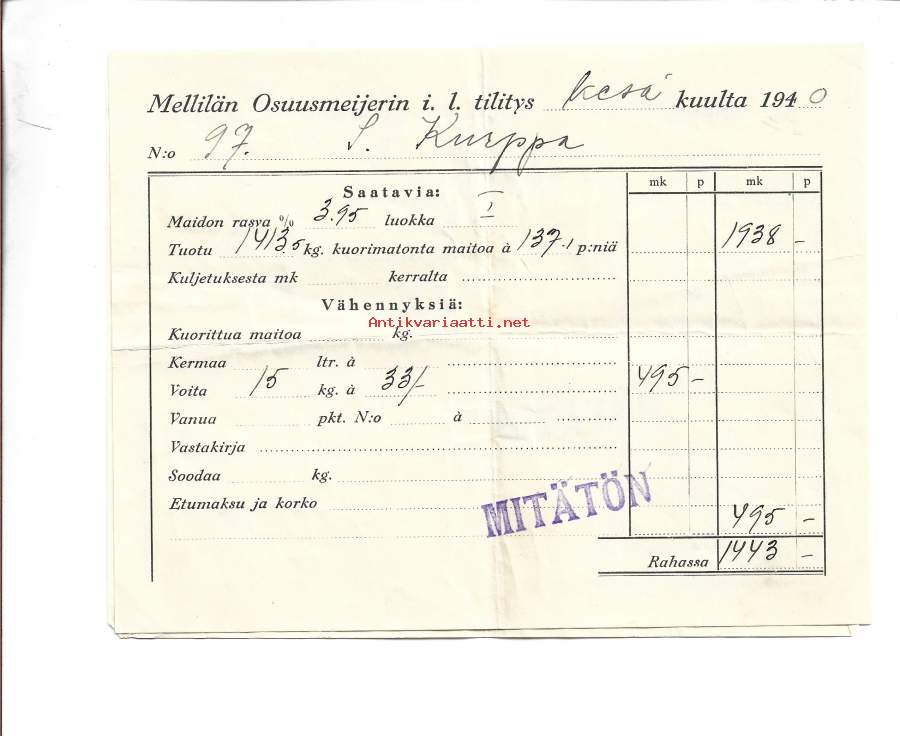 Mellilän Osuusmeijerin i. l. tilitys kesä kuulta 1940
N:o 97. S. Kurppa
mk p mk p
Saatavia:
Maidon rasva % 3.95 luokka I
Tuotu 1413.5 kg. kuorimatonta maitoa à 137.1 p:niä 1938 –
Kuljetuksesta mk kerralta
Vähennyksiä:
Antikvariaatti.net
Kuorittua maitoa kg.
Kermaa ltr. à
Voita 15 kg. à 33/– 495 –
Vanua pkt. N:o à
Vastakirja
Soodaa kg.
Etumaksu ja korko
MITÄTÖN
495 –
Rahassa 1443 –